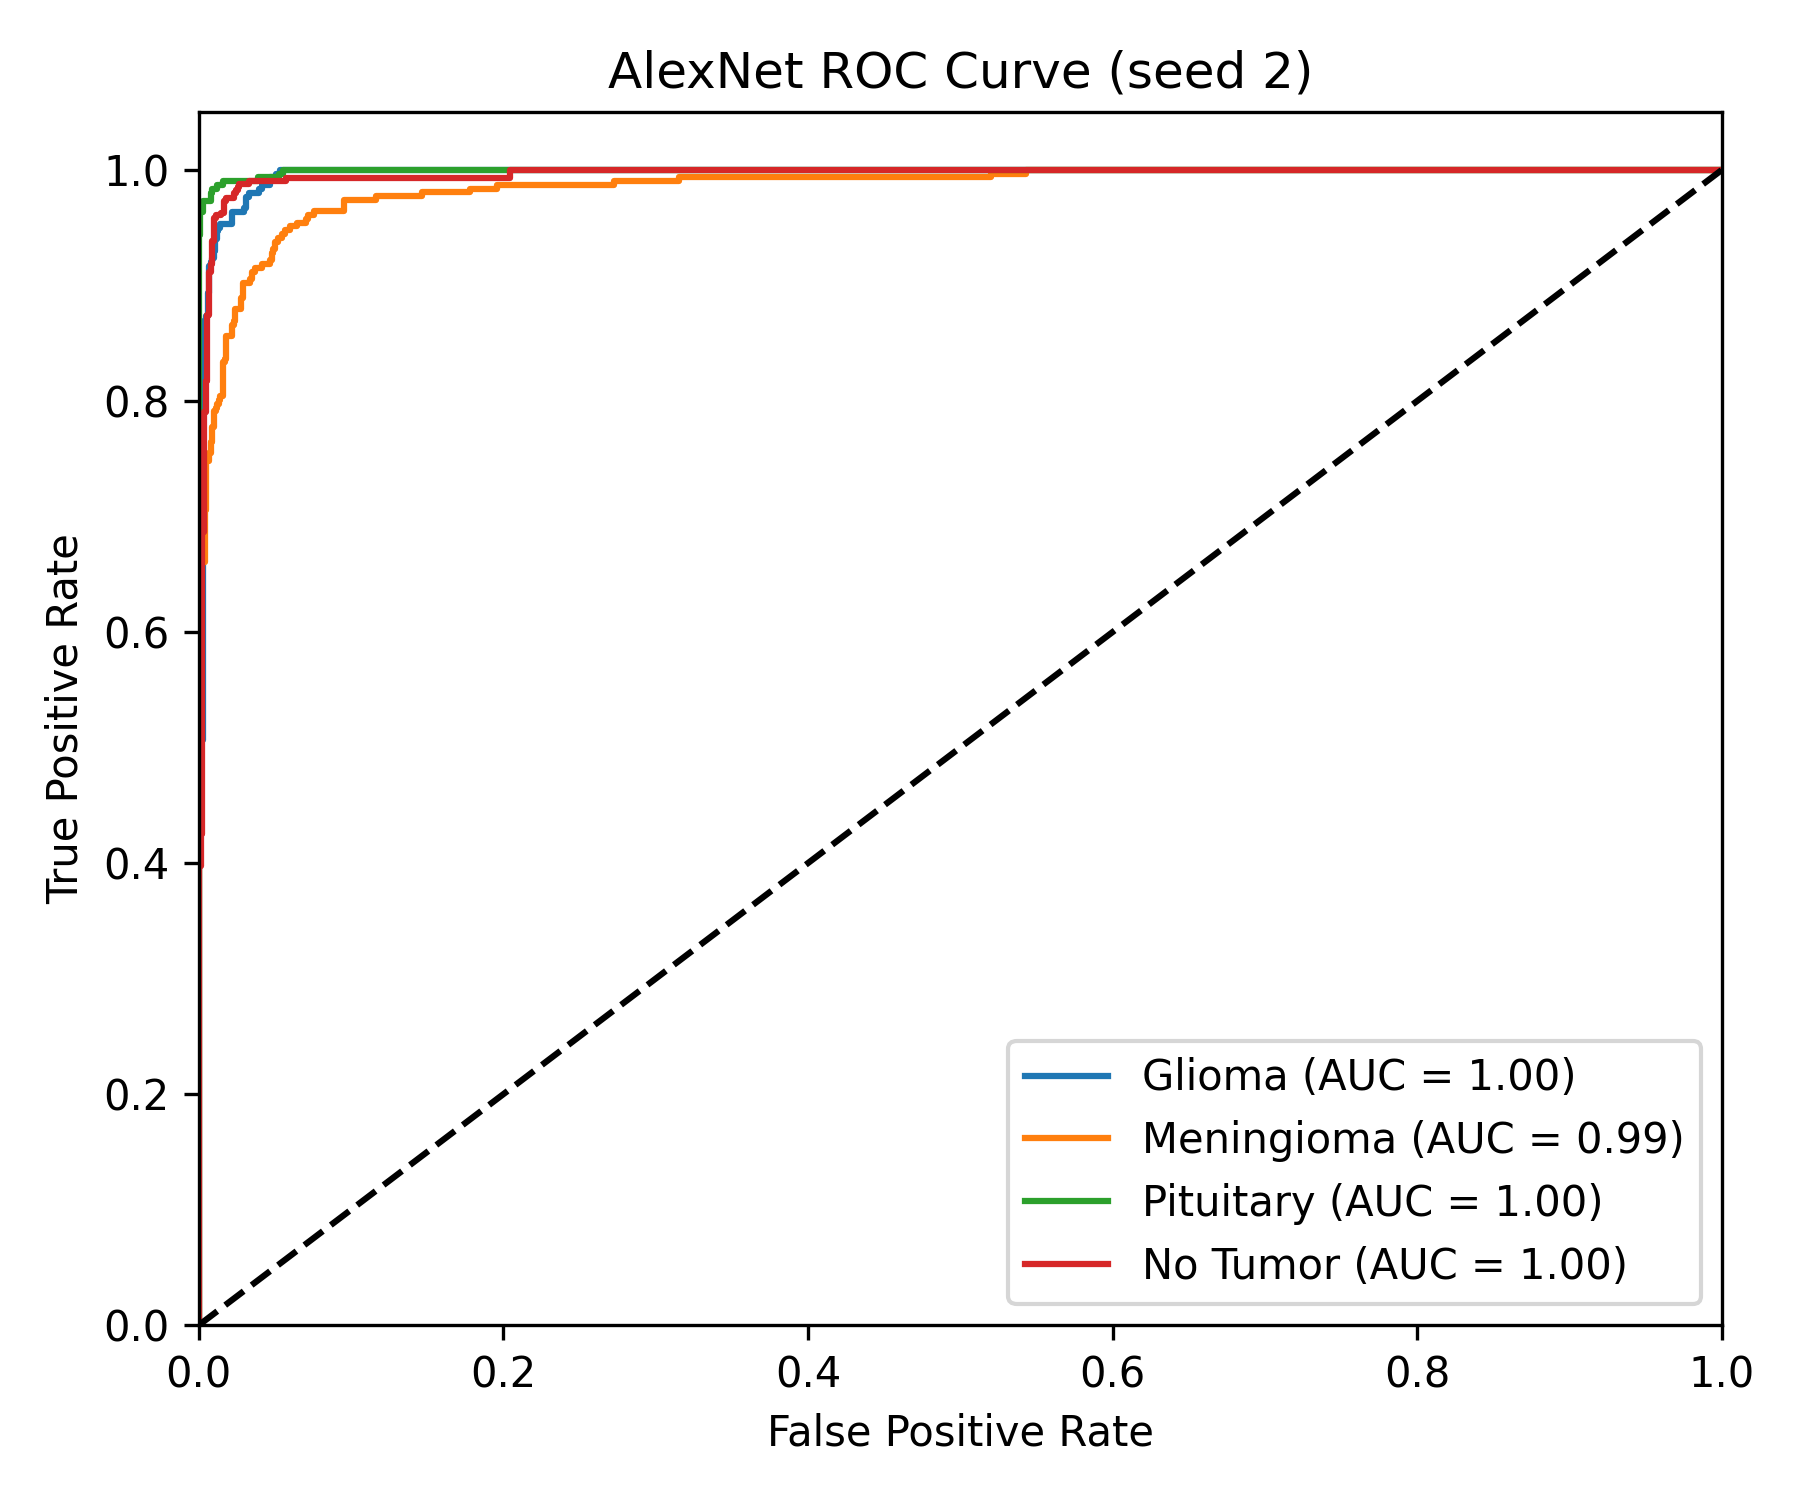 AlexNet ROC Curve (seed 2)
1.0
0.8
0.6
0.4
0.2
0.0
True Positive Rate
0.0 0.2 0.4 0.6 0.8 1.0
False Positive Rate
Glioma (AUC = 1.00)
Meningioma (AUC = 0.99)
Pituitary (AUC = 1.00)
No Tumor (AUC = 1.00)